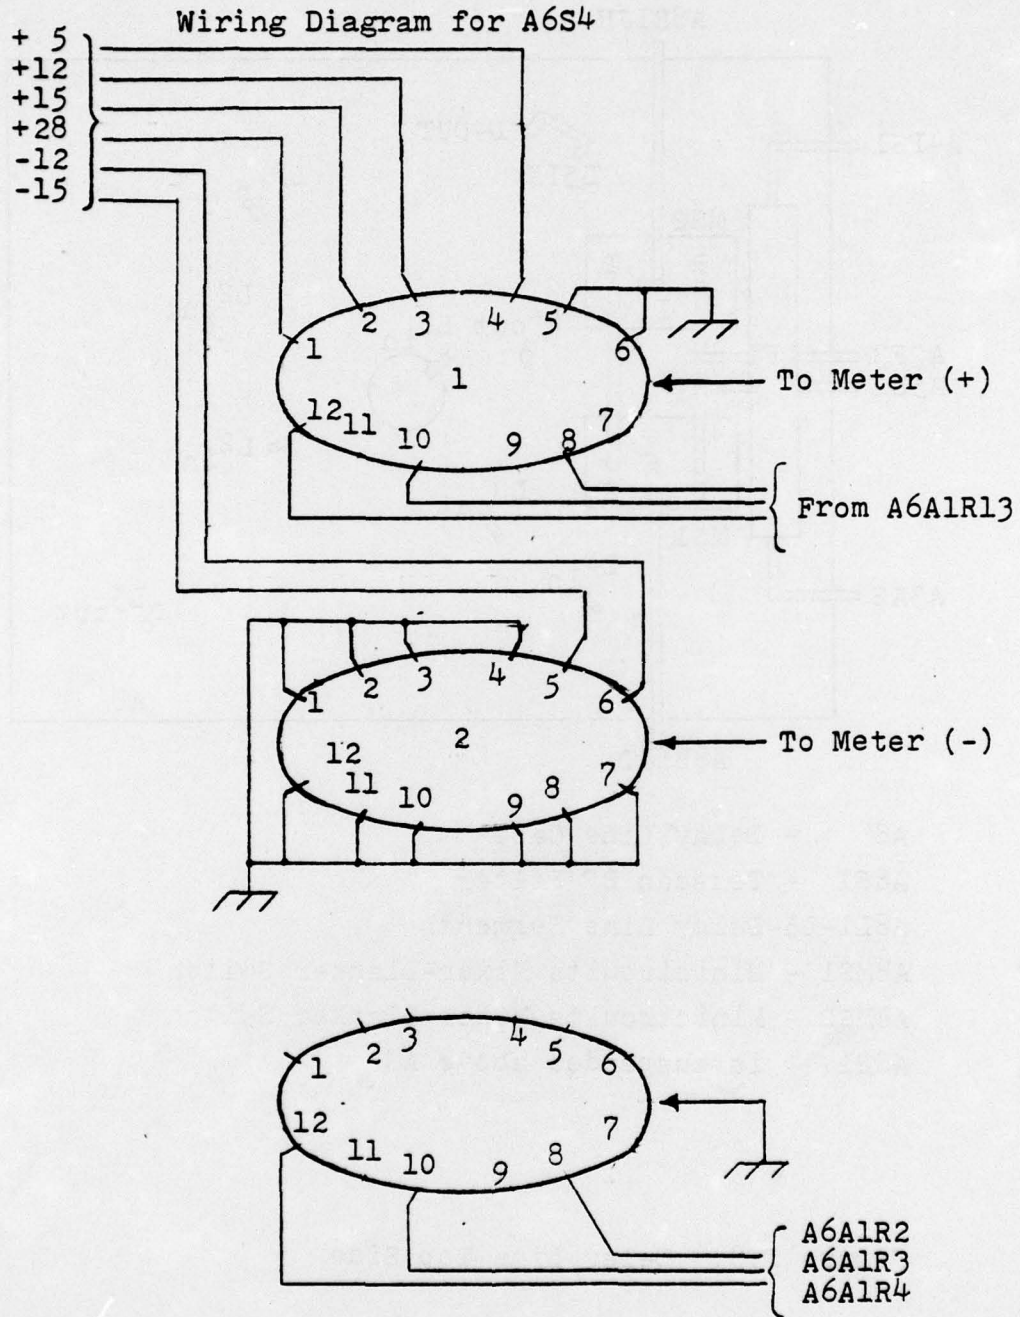 Wiring Diagram for A6S4
+ 5
+12
+15
+28
-12
-15
1 2 3 4 5 6
1
To Meter (+)
12 11 10 9 8 7
From A6A1R13
1 2 3 4 5 6
2
To Meter (-)
12 11 10 9 8 7
1 2 3 4 5 6
12 11 10 9 8 7
A6A1R2
A6A1R3
A6A1R4